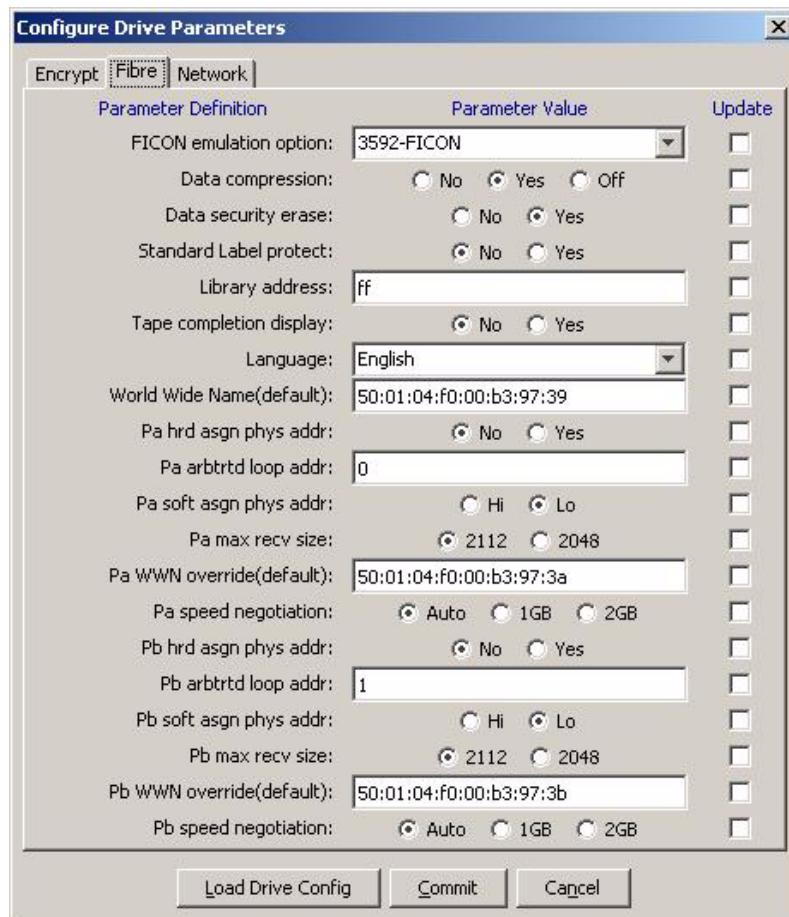 Configure Drive Parameters
Encrypt Fibre Network
Parameter Definition Parameter Value Update
FICON emulation option: 3592-FICON
Data compression: No Yes Off
Data security erase: No Yes
Standard Label protect: No Yes
Library address: ff
Tape completion display: No Yes
Language: English
World Wide Name(default): 50:01:04:f0:00:b3:97:39
Pa hrd asgn phys addr: No Yes
Pa arbtrtd loop addr: 0
Pa soft asgn phys addr: Hi Lo
Pa max recv size: 2112 2048
Pa WWN override(default): 50:01:04:f0:00:b3:97:3a
Pa speed negotiation: Auto 1GB 2GB
Pb hrd asgn phys addr: No Yes
Pb arbtrtd loop addr: 1
Pb soft asgn phys addr: Hi Lo
Pb max recv size: 2112 2048
Pb WWN override(default): 50:01:04:f0:00:b3:97:3b
Pb speed negotiation: Auto 1GB 2GB
Load Drive Config Commit Cancel